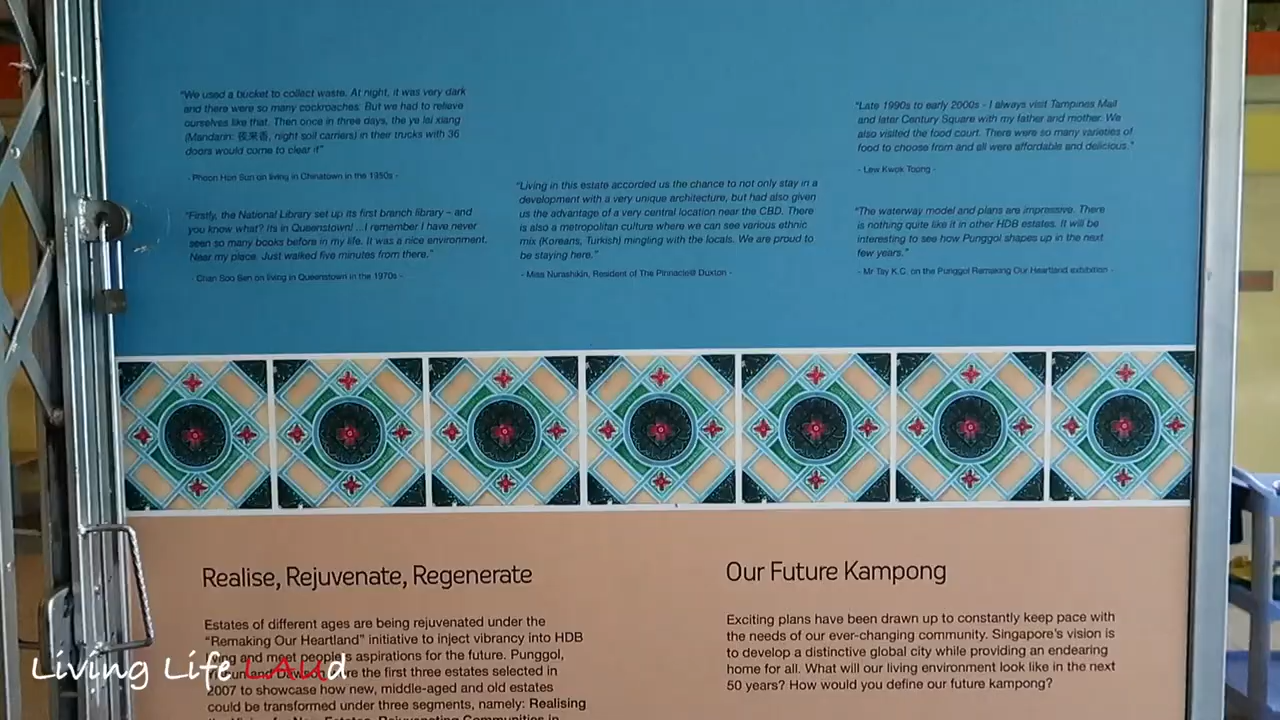 "We used a bucket to collect waste. At night, it was very dark
and there were so many cockroaches. But we had to relieve
ourselves like that. Then once in three days, the ye lai xiang
(Mandarin: 夜来香, night soil carriers) in their trucks with 36
doors would come to clear it"
- Phoon Hon Sun on living in Chinatown in the 1950s -
"Firstly, the National Library set up its first branch library – and
you know what? Its in Queenstown! ...I remember I have never
seen so many books before in my life. It was a nice environment.
Near my place. Just walked five minutes from there."
- Chan Soo Sen on living in Queenstown in the 1970s -
"Living in this estate accorded us the chance to not only stay in a
development with a very unique architecture, but had also given
us the advantage of a very central location near the CBD. There
is also a metropolitan culture where we can see various ethnic
mix (Koreans, Turkish) mingling with the locals. We are proud to
be staying here."
- Miss Nurashikin, Resident of The Pinnacle@ Duxton -
"Late 1990s to early 2000s - I always visit Tampines Mall
and later Century Square with my father and mother. We
also visited the food court. There were so many varieties of
food to choose from and all were affordable and delicious."
- Lew Kwok Toong -
"The waterway model and plans are impressive. There
is nothing quite like it in other HDB estates. It will be
interesting to see how Punggol shapes up in the next
few years."
- Mr Tay K.C. on the Punggol Remaking Our Heartland exhibition -
Realise, Rejuvenate, Regenerate
Estates of different ages are being rejuvenated under the
"Remaking Our Heartland" initiative to inject vibrancy into HDB
living and meet people's aspirations for the future. Punggol,
Yishun and Dawson were the first three estates selected in
2007 to showcase how new, middle-aged and old estates
could be transformed under three segments, namely: Realising
the Vision for New Estates, Rejuvenating Communities in
Our Future Kampong
Exciting plans have been drawn up to constantly keep pace with
the needs of our ever-changing community. Singapore's vision is
to develop a distinctive global city while providing an endearing
home for all. What will our living environment look like in the next
50 years? How would you define our future kampong?
Living Life LAUd